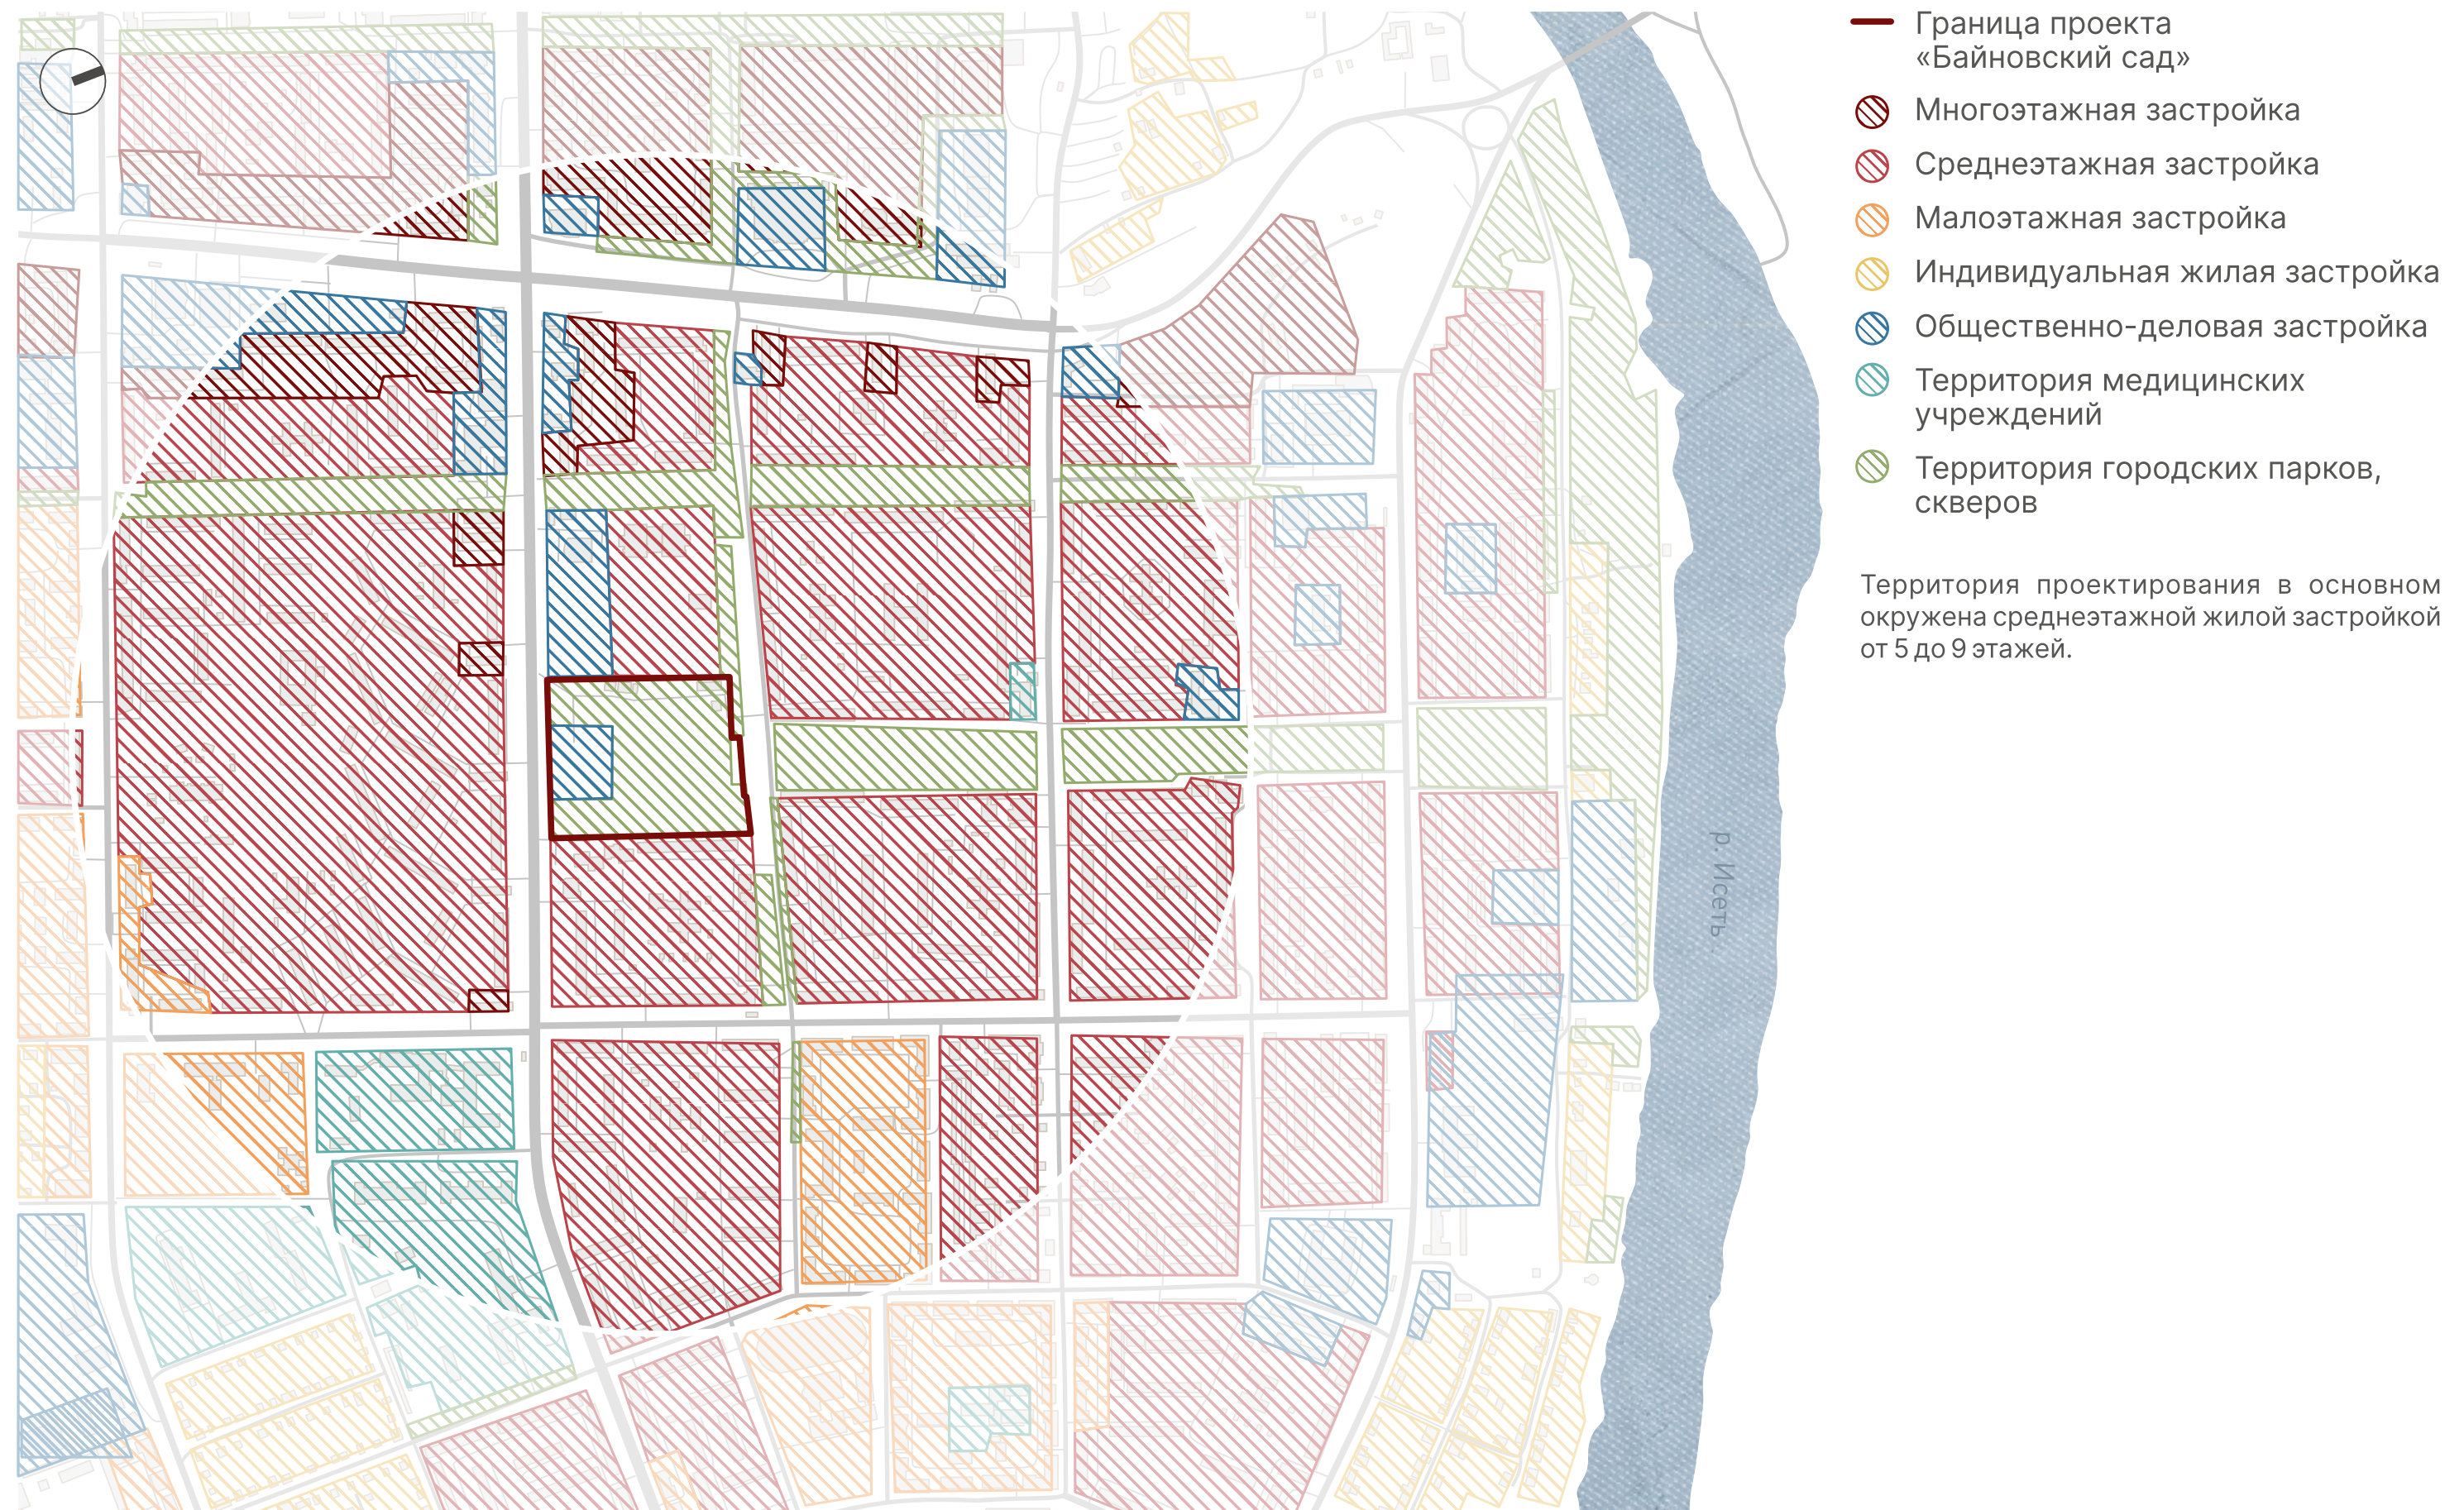 Граница проекта
«Байновский сад»
Многоэтажная застройка
Среднеэтажная застройка
Малоэтажная застройка
Индивидуальная жилая застройка
Общественно-деловая застройка
Территория медицинских
учреждений
Территория городских парков,
скверов
Территория проектирования в основном
окружена среднеэтажной жилой застройкой
от 5 до 9 этажей.
р. Исеть